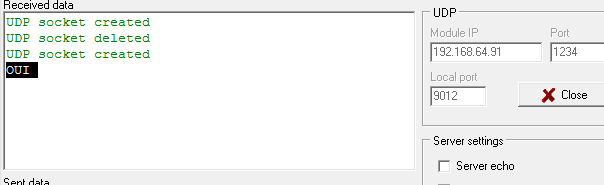 Received data
UDP socket created
UDP socket deleted
UDP socket created
OUI
UDP
Module IP
Port
192.168.64.91
1234
Local port
9012
Close
Server settings
Server echo
Sent data